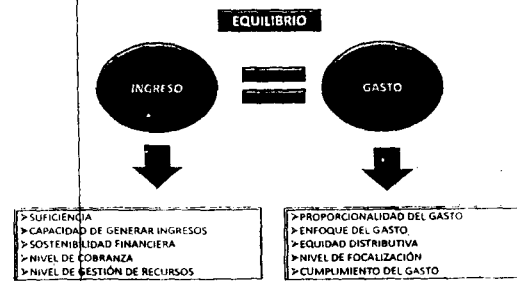 EQUILIBRIO
INGRESO
GASTO
➢SUFICIENCIA
➢CAPACIDAD DE GENERAR INGRESOS
➢SOSTENIBILIDAD FINANCIERA
➢NIVEL DE COBRANZA
➢NIVEL DE GESTIÓN DE RECURSOS
➢PROPORCIONALIDAD DEL GASTO
➢ENFOQUE DEL GASTO
➢EQUIDAD DISTRIBUTIVA
➢NIVEL DE FOCALIZACIÓN
➢CUMPLIMIENTO DEL GASTO